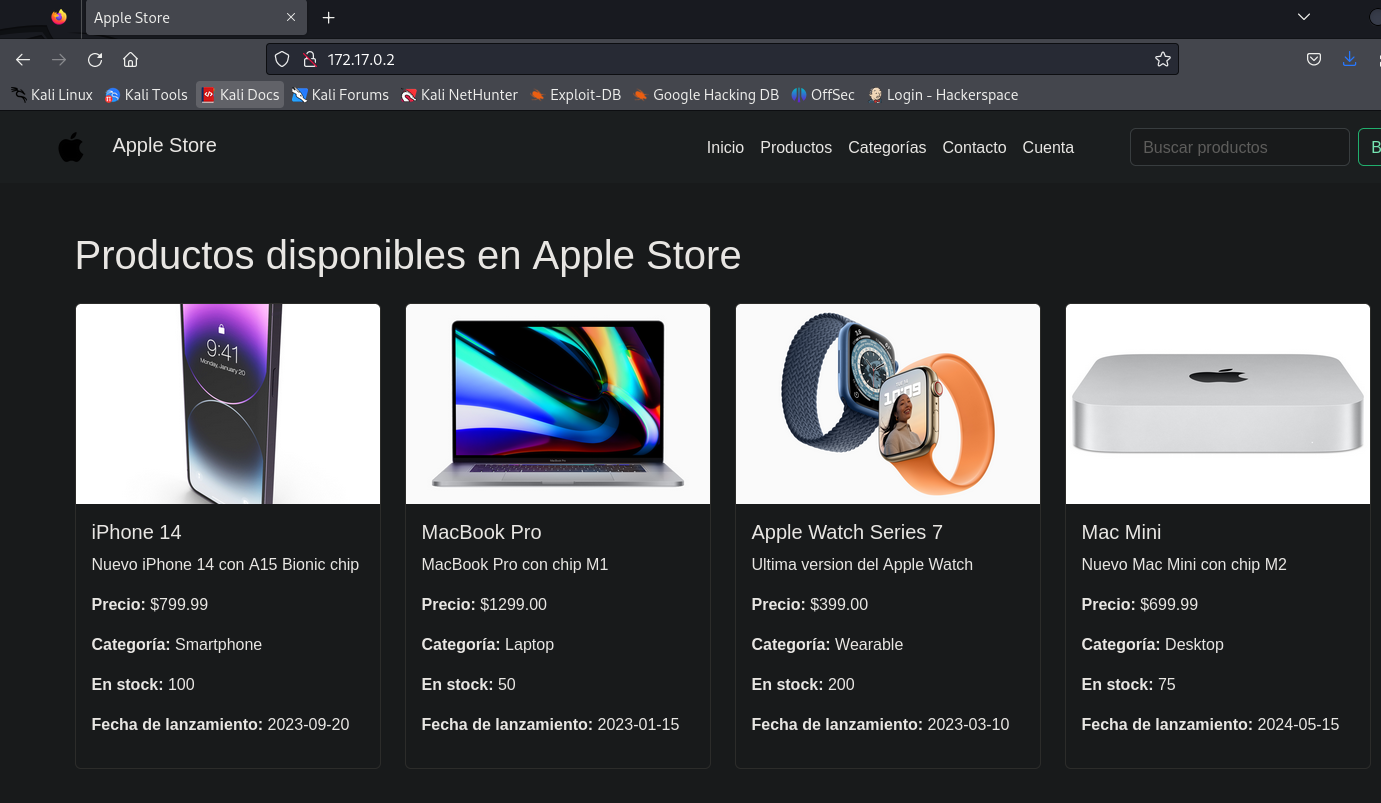 Apple Store
172.17.0.2
Kali Linux Kali Tools Kali Docs Kali Forums Kali NetHunter Exploit-DB Google Hacking DB OffSec Login - Hackerspace
Apple Store Inicio Productos Categorías Contacto Cuenta Buscar productos B
Productos disponibles en Apple Store
9:41
Monday, January 20
iPhone 14
Nuevo iPhone 14 con A15 Bionic chip
Precio: $799.99
Categoría: Smartphone
En stock: 100
Fecha de lanzamiento: 2023-09-20
MacBook Pro
MacBook Pro con chip M1
Precio: $1299.00
Categoría: Laptop
En stock: 50
Fecha de lanzamiento: 2023-01-15
10:09
Apple Watch Series 7
Ultima version del Apple Watch
Precio: $399.00
Categoría: Wearable
En stock: 200
Fecha de lanzamiento: 2023-03-10
Mac Mini
Nuevo Mac Mini con chip M2
Precio: $699.99
Categoría: Desktop
En stock: 75
Fecha de lanzamiento: 2024-05-15